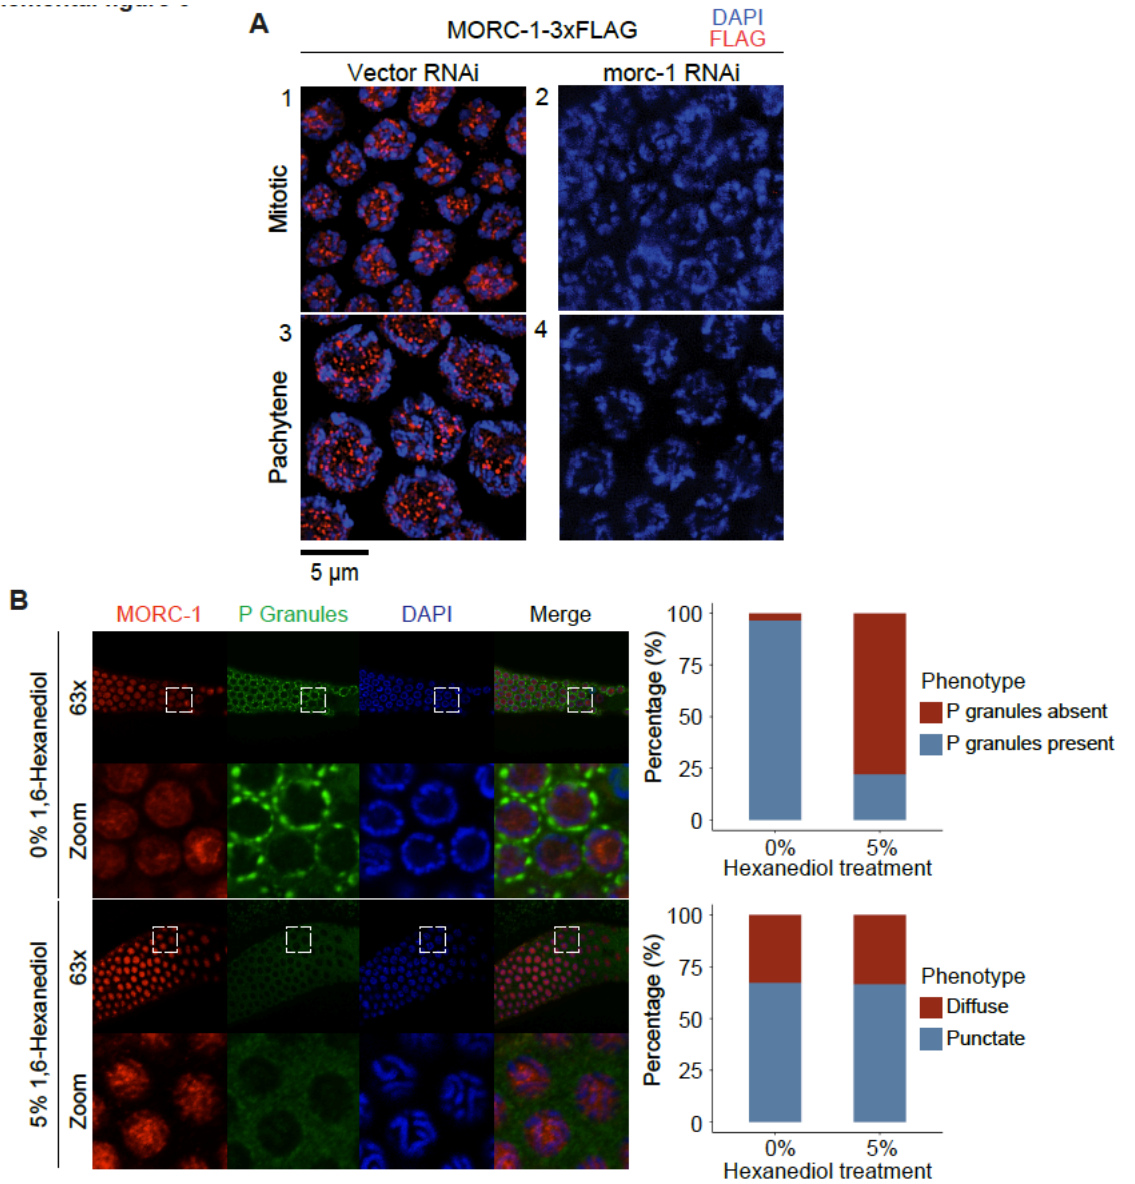 A
MORC-1-3xFLAG
DAPI
FLAG
Vector RNAi
morc-1 RNAi
1
2
Mitotic
3
4
Pachytene
5 µm
B
MORC-1
P Granules
DAPI
Merge
0% 1,6-Hexanediol
63x
Zoom
5% 1,6-Hexanediol
63x
Zoom
Percentage (%)
100
75
50
25
0
0%
5%
Hexanediol treatment
Phenotype
P granules absent
P granules present
Percentage (%)
100
75
50
25
0
0%
5%
Hexanediol treatment
Phenotype
Diffuse
Punctate